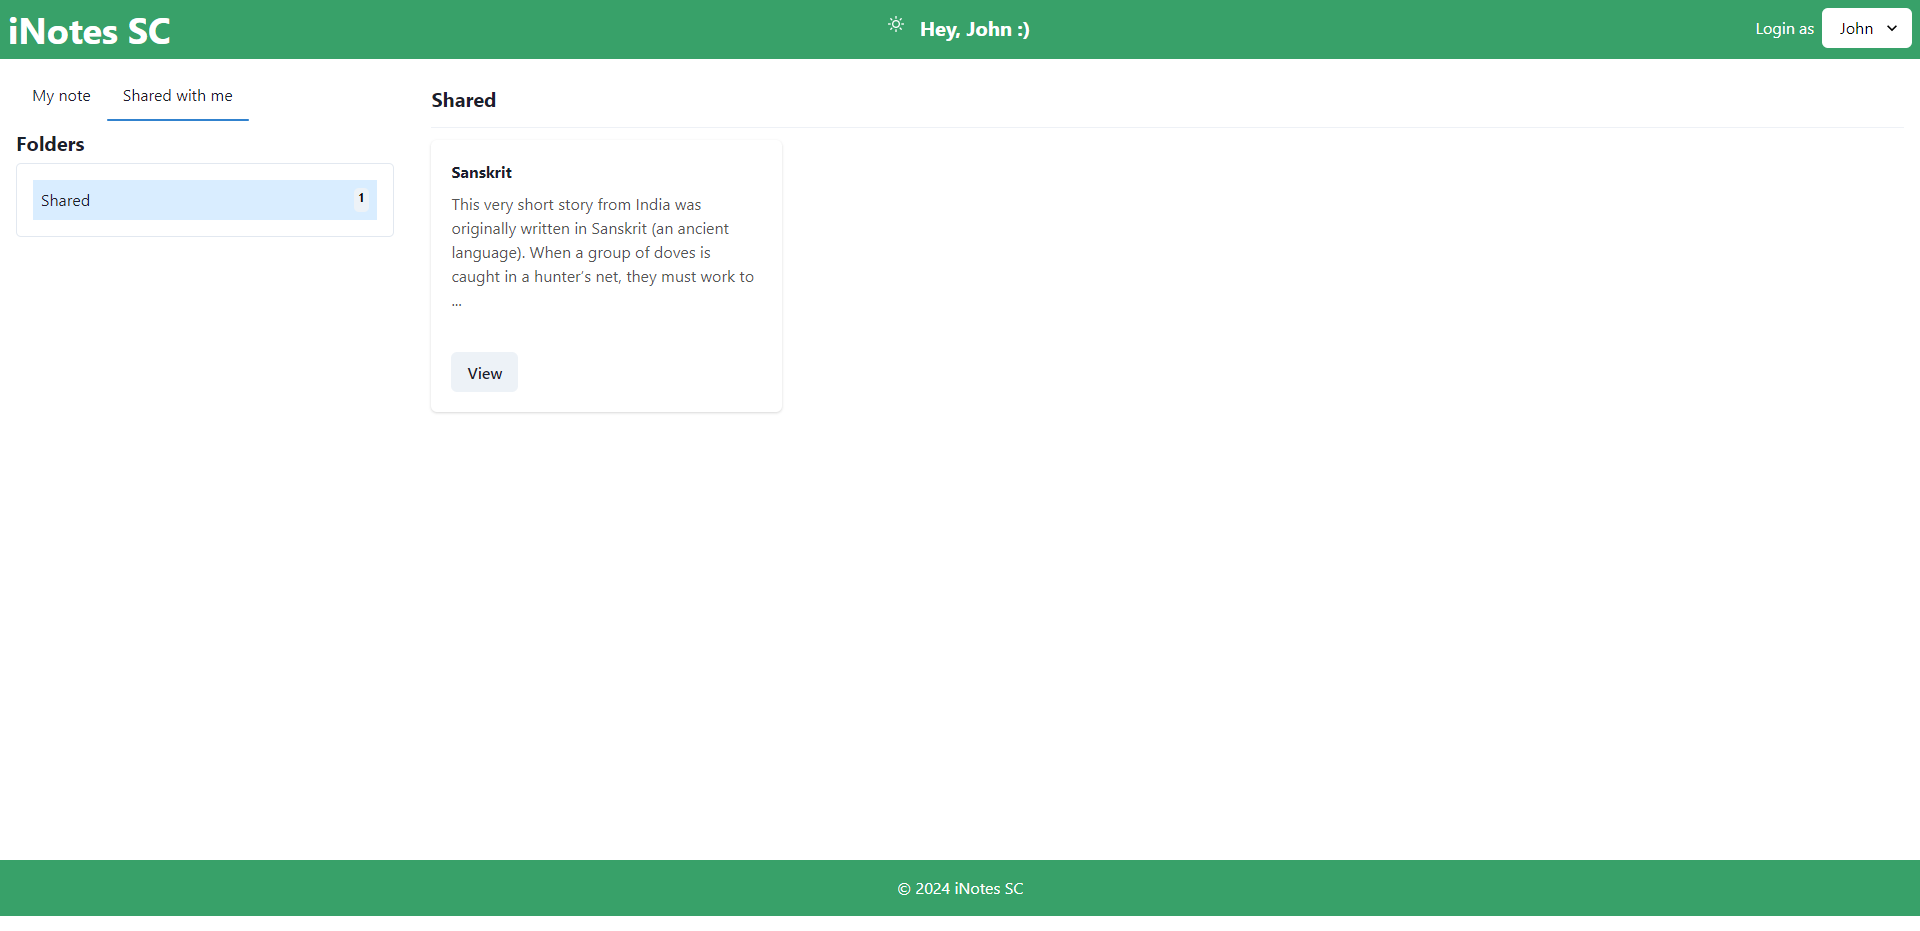 iNotes SC
Hey, John :)
Login as
John
My note
Shared with me
Folders
Shared
1
Shared
Sanskrit
This very short story from India was
originally written in Sanskrit (an ancient
language). When a group of doves is
caught in a hunter’s net, they must work to
...
View
© 2024 iNotes SC